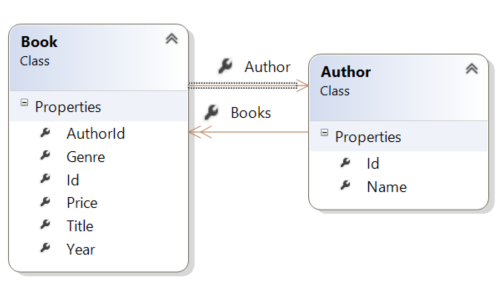 Book
Class
Properties
AuthorId
Genre
Id
Price
Title
Year
Author
Books
Author
Class
Properties
Id
Name